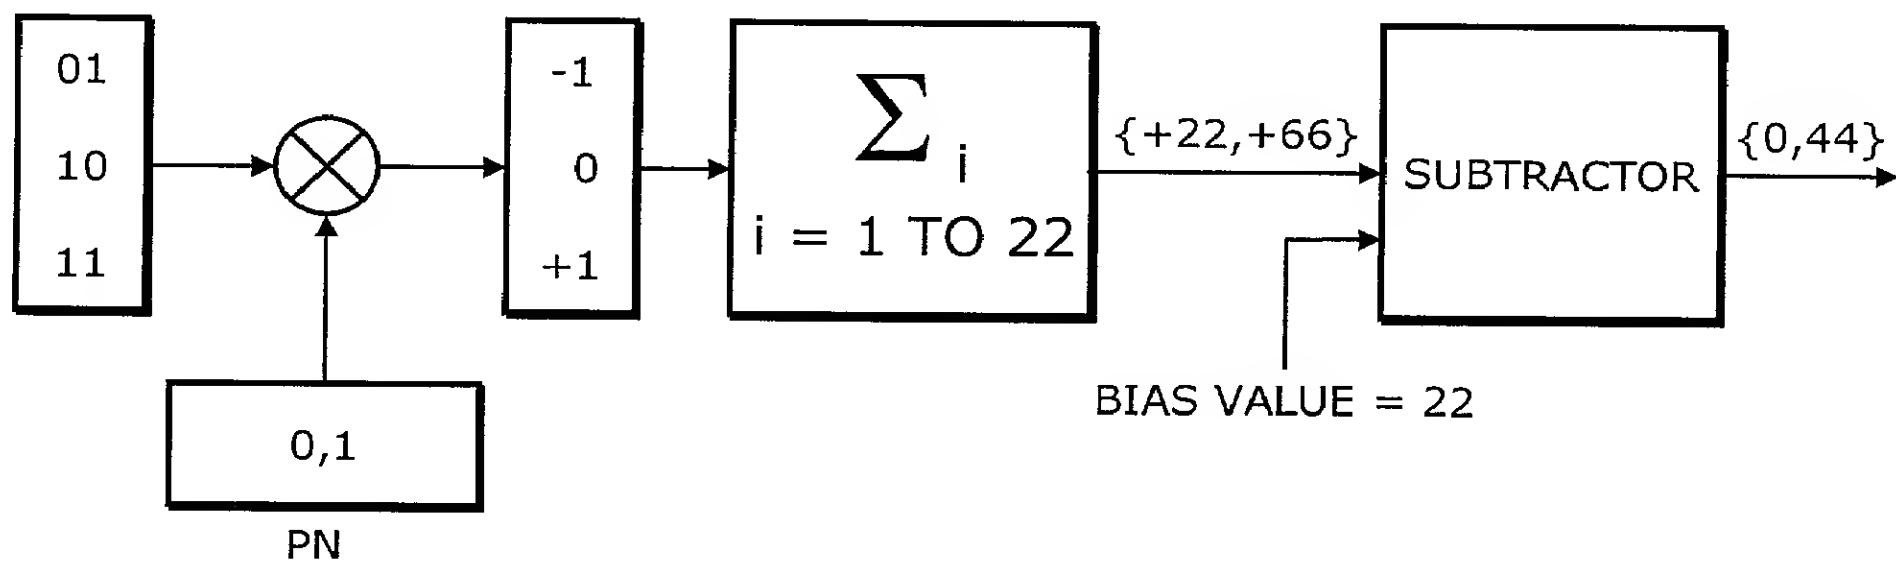 01
10
11
0,1
PN
-1
0
+1
∑ i
i = 1 TO 22
{+22,+66}
SUBTRACTOR
BIAS VALUE = 22
{0,44}